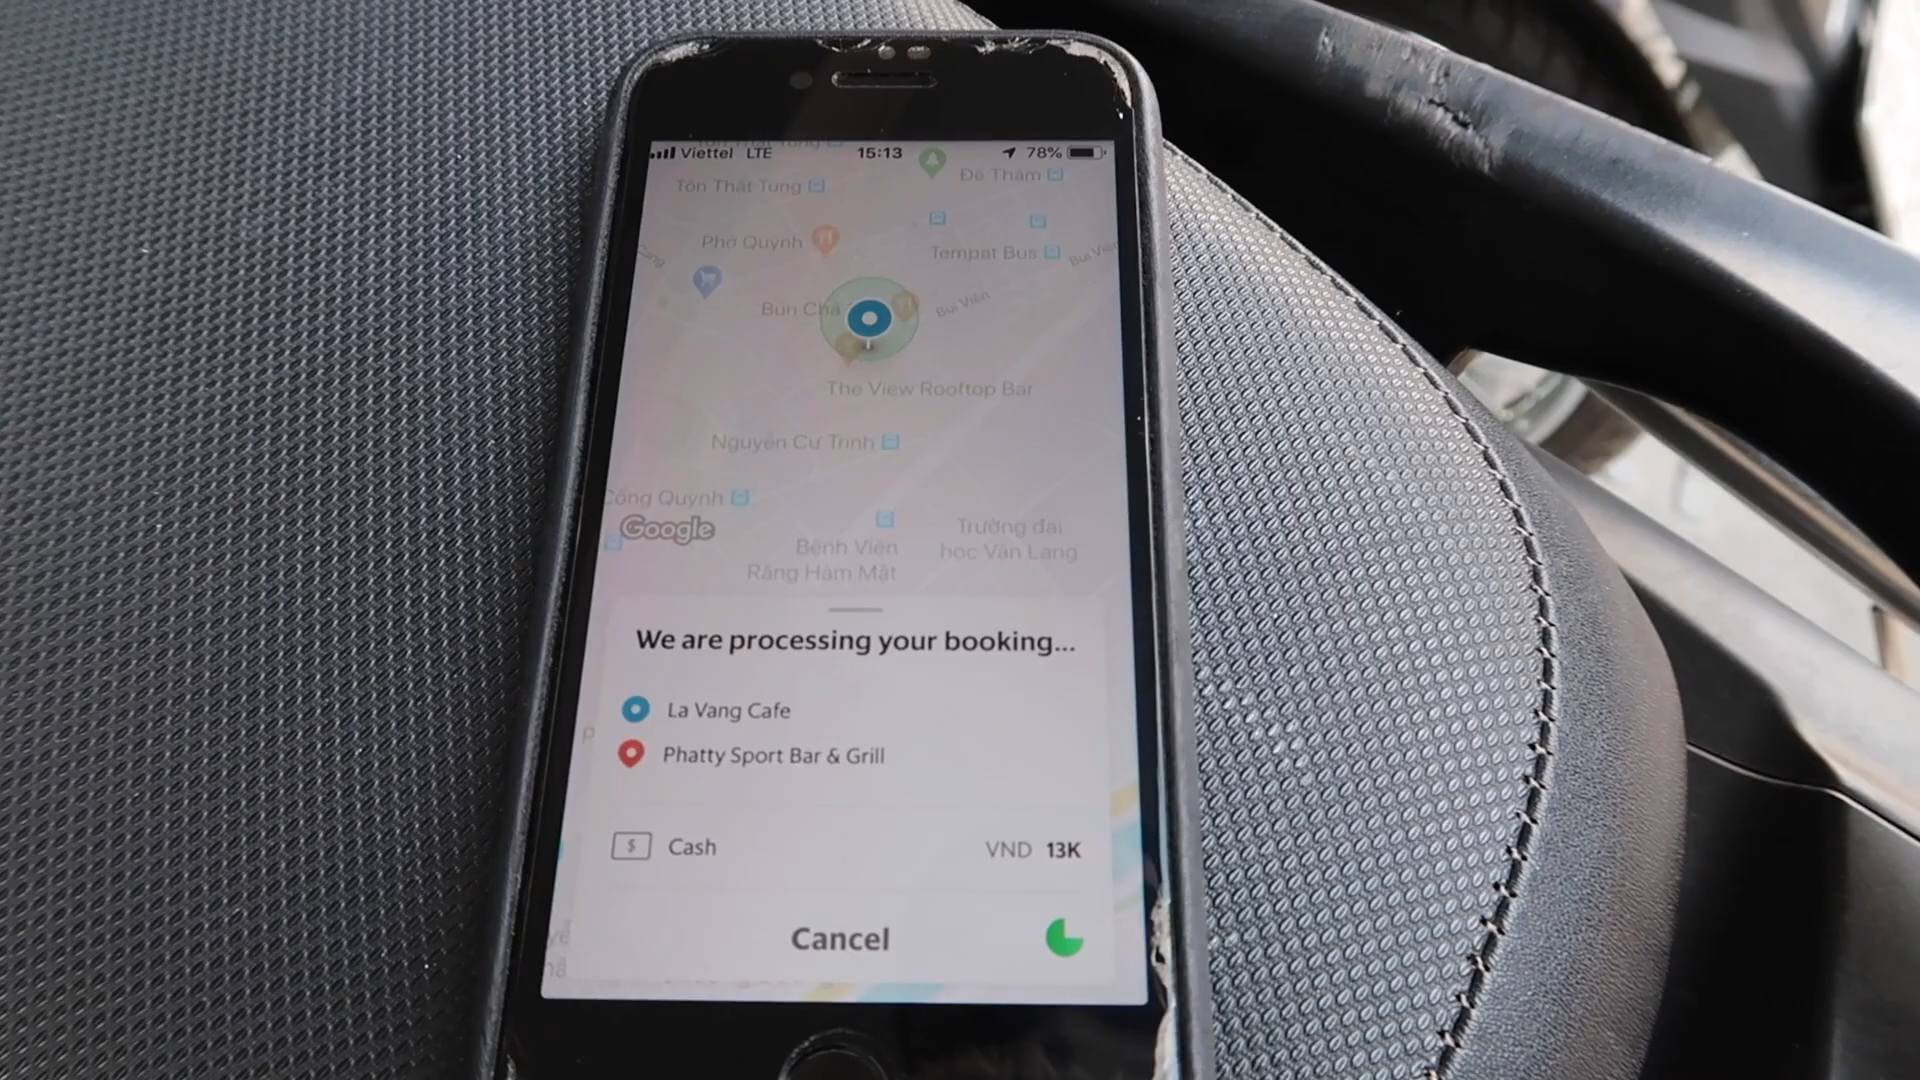 Viettel LTE 15:13 78%
Tôn Thất Tùng
Đề Thám
Phở Quỳnh
Tempat Bus
Bùi Viện
Bún Chả
Bùi Viện
The View Rooftop Bar
Nguyễn Cư Trinh
Cống Quỳnh
Google
Trường đại
học Văn Lang
Bệnh Viện
Răng Hàm Mặt
We are processing your booking...
La Vang Cafe
Phatty Sport Bar & Grill
$ Cash VND 13K
Cancel